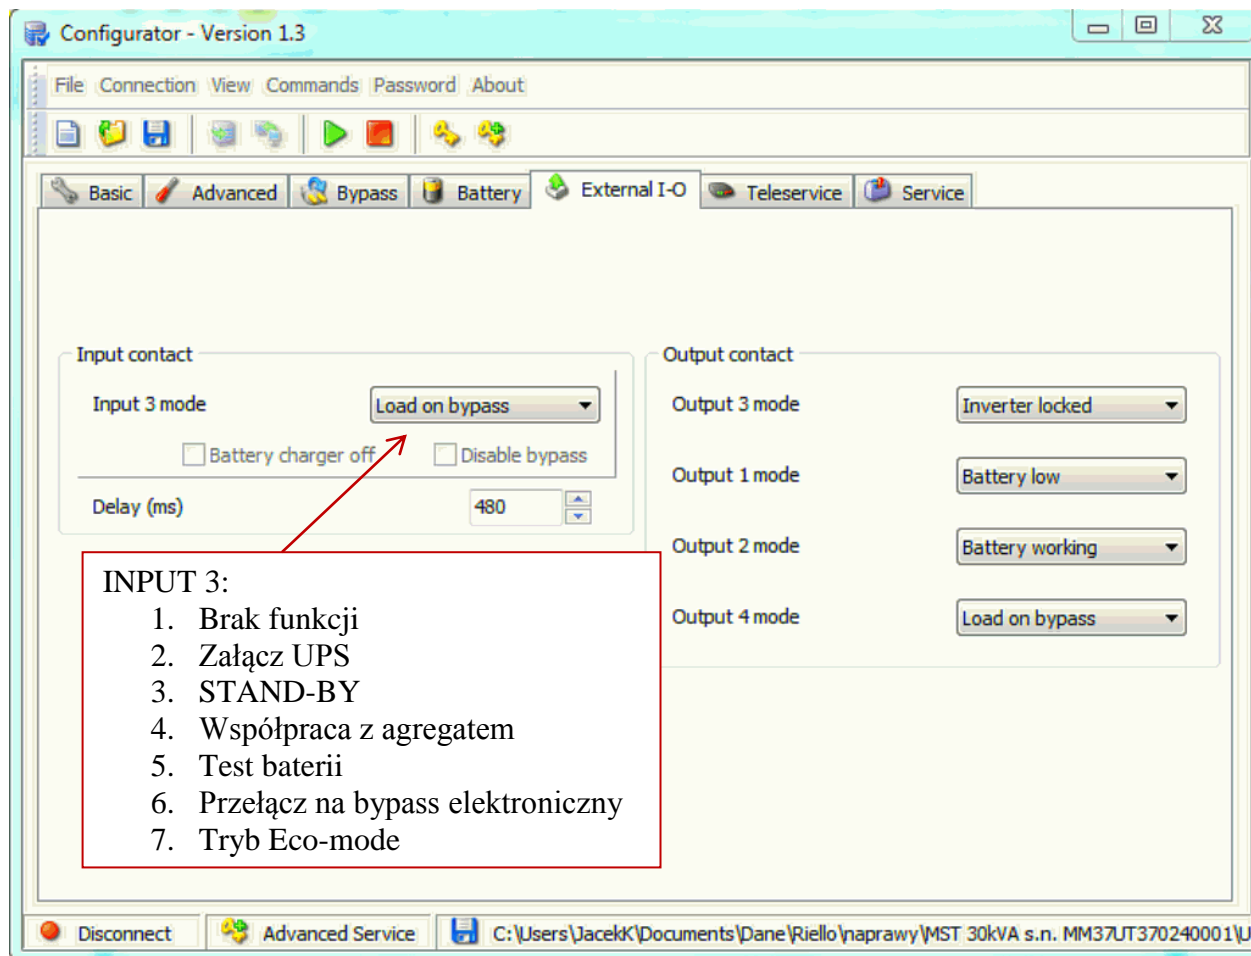 Configurator - Version 1.3
File Connection View Commands Password About
Basic Advanced Bypass Battery External I-O Teleservice Service
Input contact
Input 3 mode Load on bypass
Battery charger off Disable bypass
Delay (ms) 480
Output contact
Output 3 mode Inverter locked
Output 1 mode Battery low
Output 2 mode Battery working
Output 4 mode Load on bypass
INPUT 3:
1. Brak funkcji
2. Załącz UPS
3. STAND-BY
4. Współpraca z agregatem
5. Test baterii
6. Przełącz na bypass elektroniczny
7. Tryb Eco-mode
Disconnect Advanced Service C:\Users\JacekK\Documents\Dane\Riello\naprawy\MST 30kVA s.n. MM37UT370240001\U